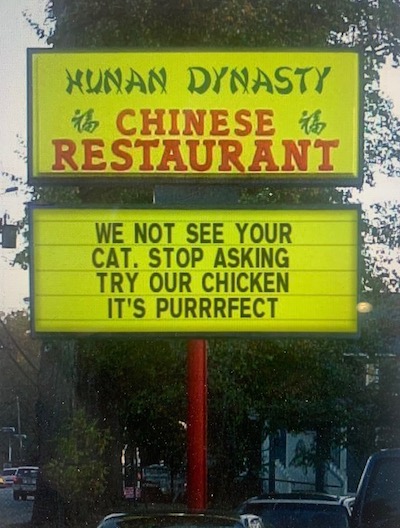 HUNAN DYNASTY
福 CHINESE 福
RESTAURANT
WE NOT SEE YOUR
CAT. STOP ASKING
TRY OUR CHICKEN
IT'S PURRRFECT